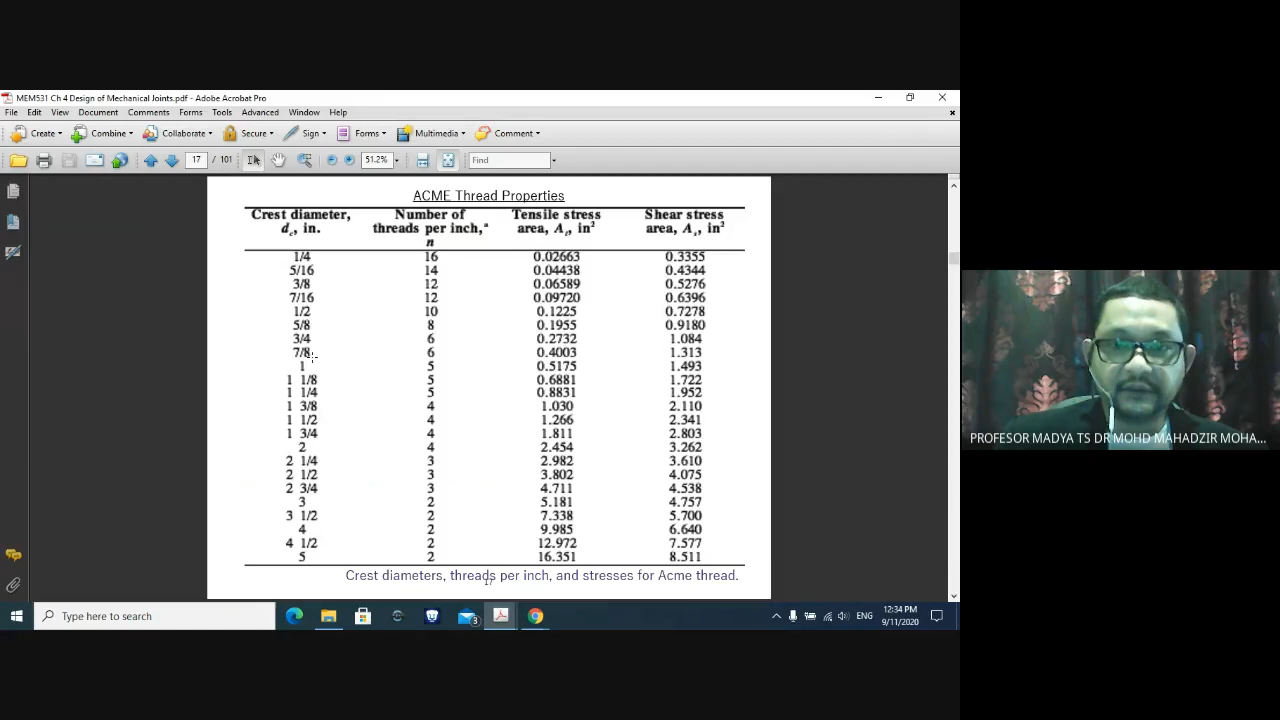 MEM531 Ch 4 Design of Mechanical Joints.pdf - Adobe Acrobat Pro
File Edit View Document Comments Forms Tools Advanced Window Help
Create Combine Collaborate Secure Sign Forms Multimedia Comment
17 / 101 51.2% Find
ACME Thread Properties
Crest diameter, Number of Tensile stress Shear stress
dc, in. threads per inch,a area, At, in2 area, As, in2
n
1/4 16 0.02663 0.3355
5/16 14 0.04438 0.4344
3/8 12 0.06589 0.5276
7/16 12 0.09720 0.6396
1/2 10 0.1225 0.7278
5/8 8 0.1955 0.9180
3/4 6 0.2732 1.084
7/8 6 0.4003 1.313
1 5 0.5175 1.493
1 1/8 5 0.6881 1.722
1 1/4 5 0.8831 1.952
1 3/8 4 1.030 2.110
1 1/2 4 1.266 2.341
1 3/4 4 1.811 2.803
2 4 2.454 3.262
2 1/4 3 2.982 3.610
2 1/2 3 3.802 4.075
2 3/4 3 4.711 4.538
3 2 5.181 4.757
3 1/2 2 7.338 5.700
4 2 9.985 6.640
4 1/2 2 12.972 7.577
5 2 16.351 8.511
Crest diameters, threads per inch, and stresses for Acme thread.
17
PROFESOR MADYA TS DR MOHD MAHADZIR MOHA...
Type here to search
3
ENG
12:34 PM
9/11/2020